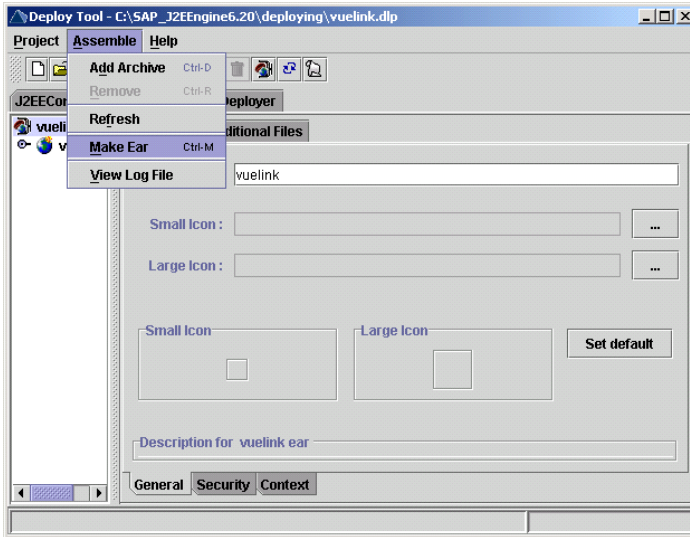 Deploy Tool - C:\SAP_J2EEngine6.20\deploying\vuelink.dlp
Project Assemble Help
Add Archive Ctrl-D
Remove Ctrl-R
Refresh
Make Ear Ctrl-M
View Log File
J2EECo
eployer
vueli
ditional Files
v
vuelink
Small Icon :
...
Large Icon :
...
Small Icon
Large Icon
Set default
Description for vuelink ear
General Security Context